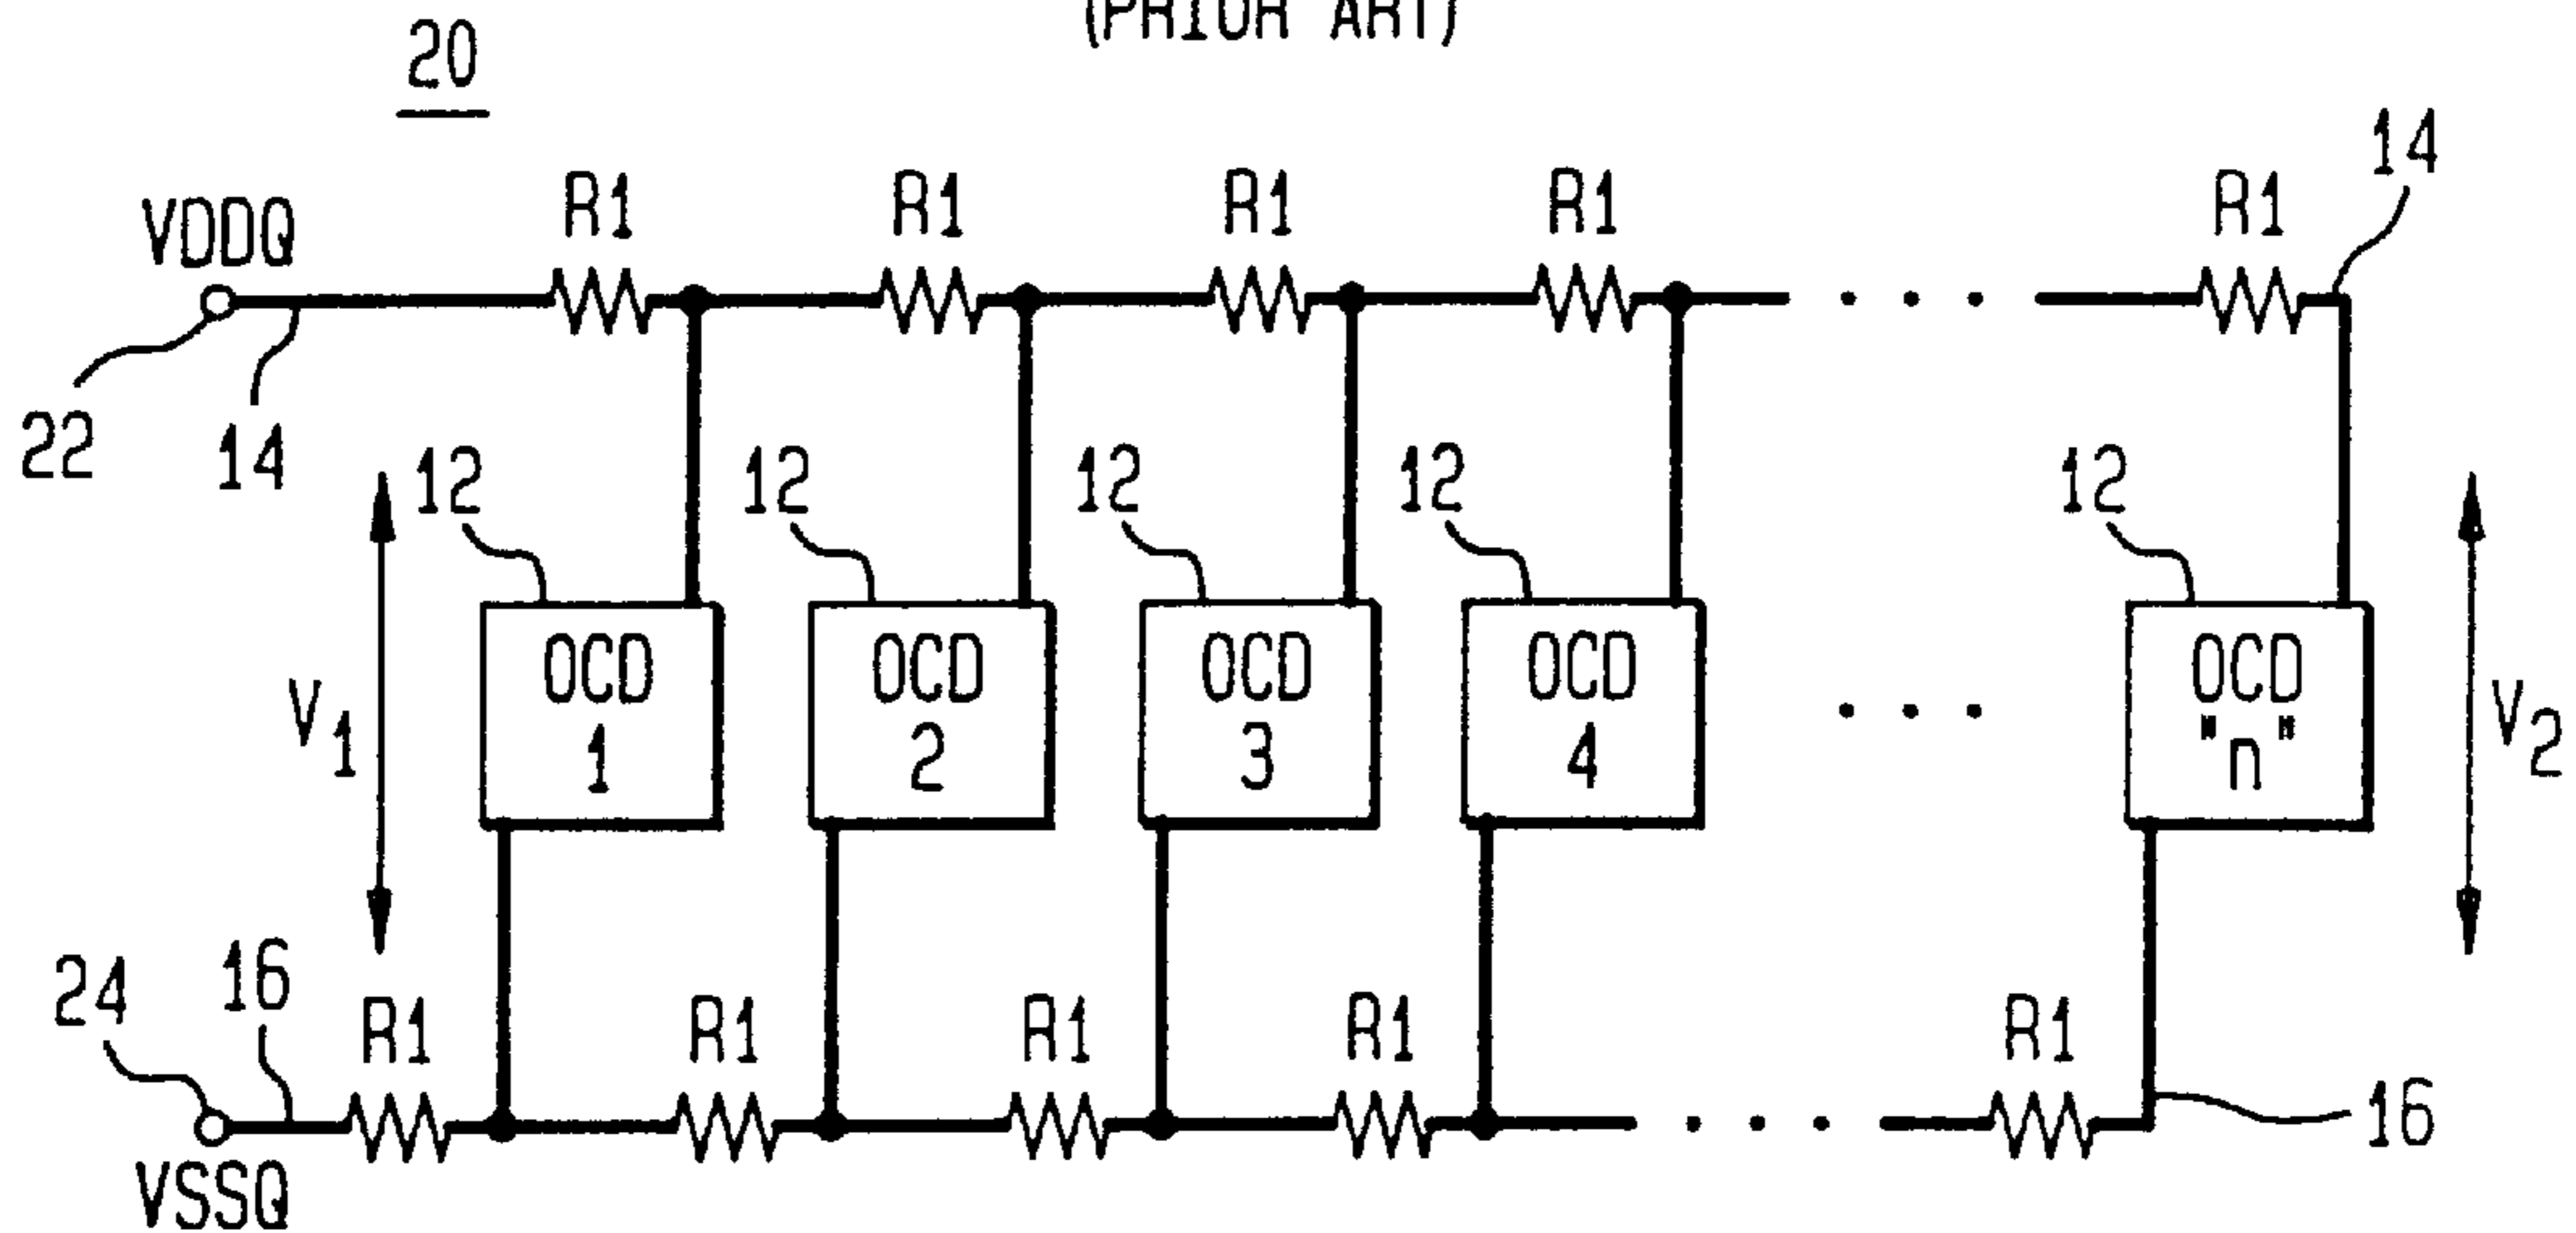 (PRIOR ART)
20
VDDQ
R1 R1 R1 R1 R1 14
22 14
12 12 12 12 12
V1 V2
OCD 1
OCD 2
OCD 3
OCD 4
OCD "n"
24 16
R1 R1 R1 R1 R1
16
VSSQ